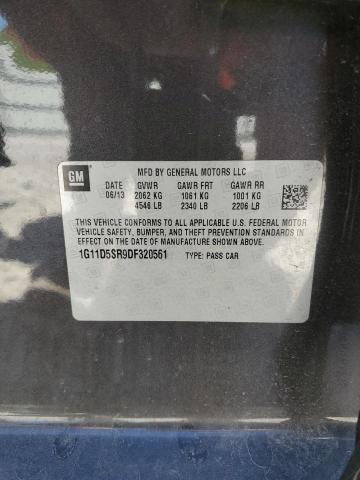 GM
MFD BY GENERAL MOTORS LLC
DATE GVWR GAWR FRT GAWR RR
06/13 2062 KG 1061 KG 1001 KG
4546 LB 2340 LB 2206 LB
THIS VEHICLE CONFORMS TO ALL APPLICABLE U.S. FEDERAL MOTOR
VEHICLE SAFETY, BUMPER, AND THEFT PREVENTION STANDARDS IN
EFFECT ON THE DATE OF MANUFACTURE SHOWN ABOVE.
1G11D5SR9DF320561 TYPE: PASS CAR